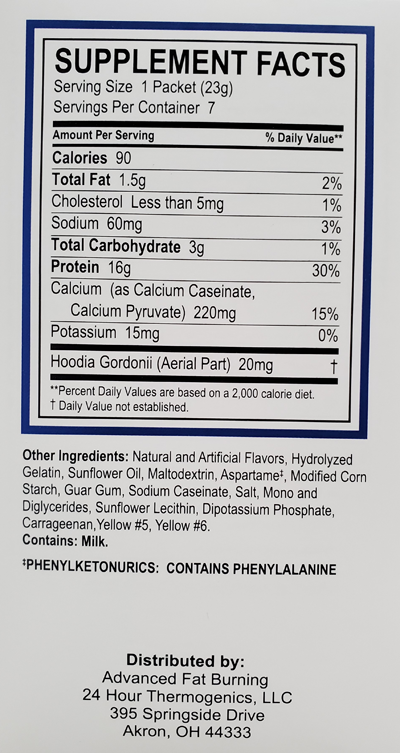 SUPPLEMENT FACTS
Serving Size 1 Packet (23g)
Servings Per Container 7
Amount Per Serving % Daily Value**
Calories 90
Total Fat 1.5g 2%
Cholesterol Less than 5mg 1%
Sodium 60mg 3%
Total Carbohydrate 3g 1%
Protein 16g 30%
Calcium (as Calcium Caseinate,
Calcium Pyruvate) 220mg 15%
Potassium 15mg 0%
Hoodia Gordonii (Aerial Part) 20mg †
**Percent Daily Values are based on a 2,000 calorie diet.
† Daily Value not established.
Other Ingredients: Natural and Artificial Flavors, Hydrolyzed
Gelatin, Sunflower Oil, Maltodextrin, Aspartame‡, Modified Corn
Starch, Guar Gum, Sodium Caseinate, Salt, Mono and
Diglycerides, Sunflower Lecithin, Dipotassium Phosphate,
Carrageenan,Yellow #5, Yellow #6.
Contains: Milk.
‡PHENYLKETONURICS: CONTAINS PHENYLALANINE
Distributed by:
Advanced Fat Burning
24 Hour Thermogenics, LLC
395 Springside Drive
Akron, OH 44333